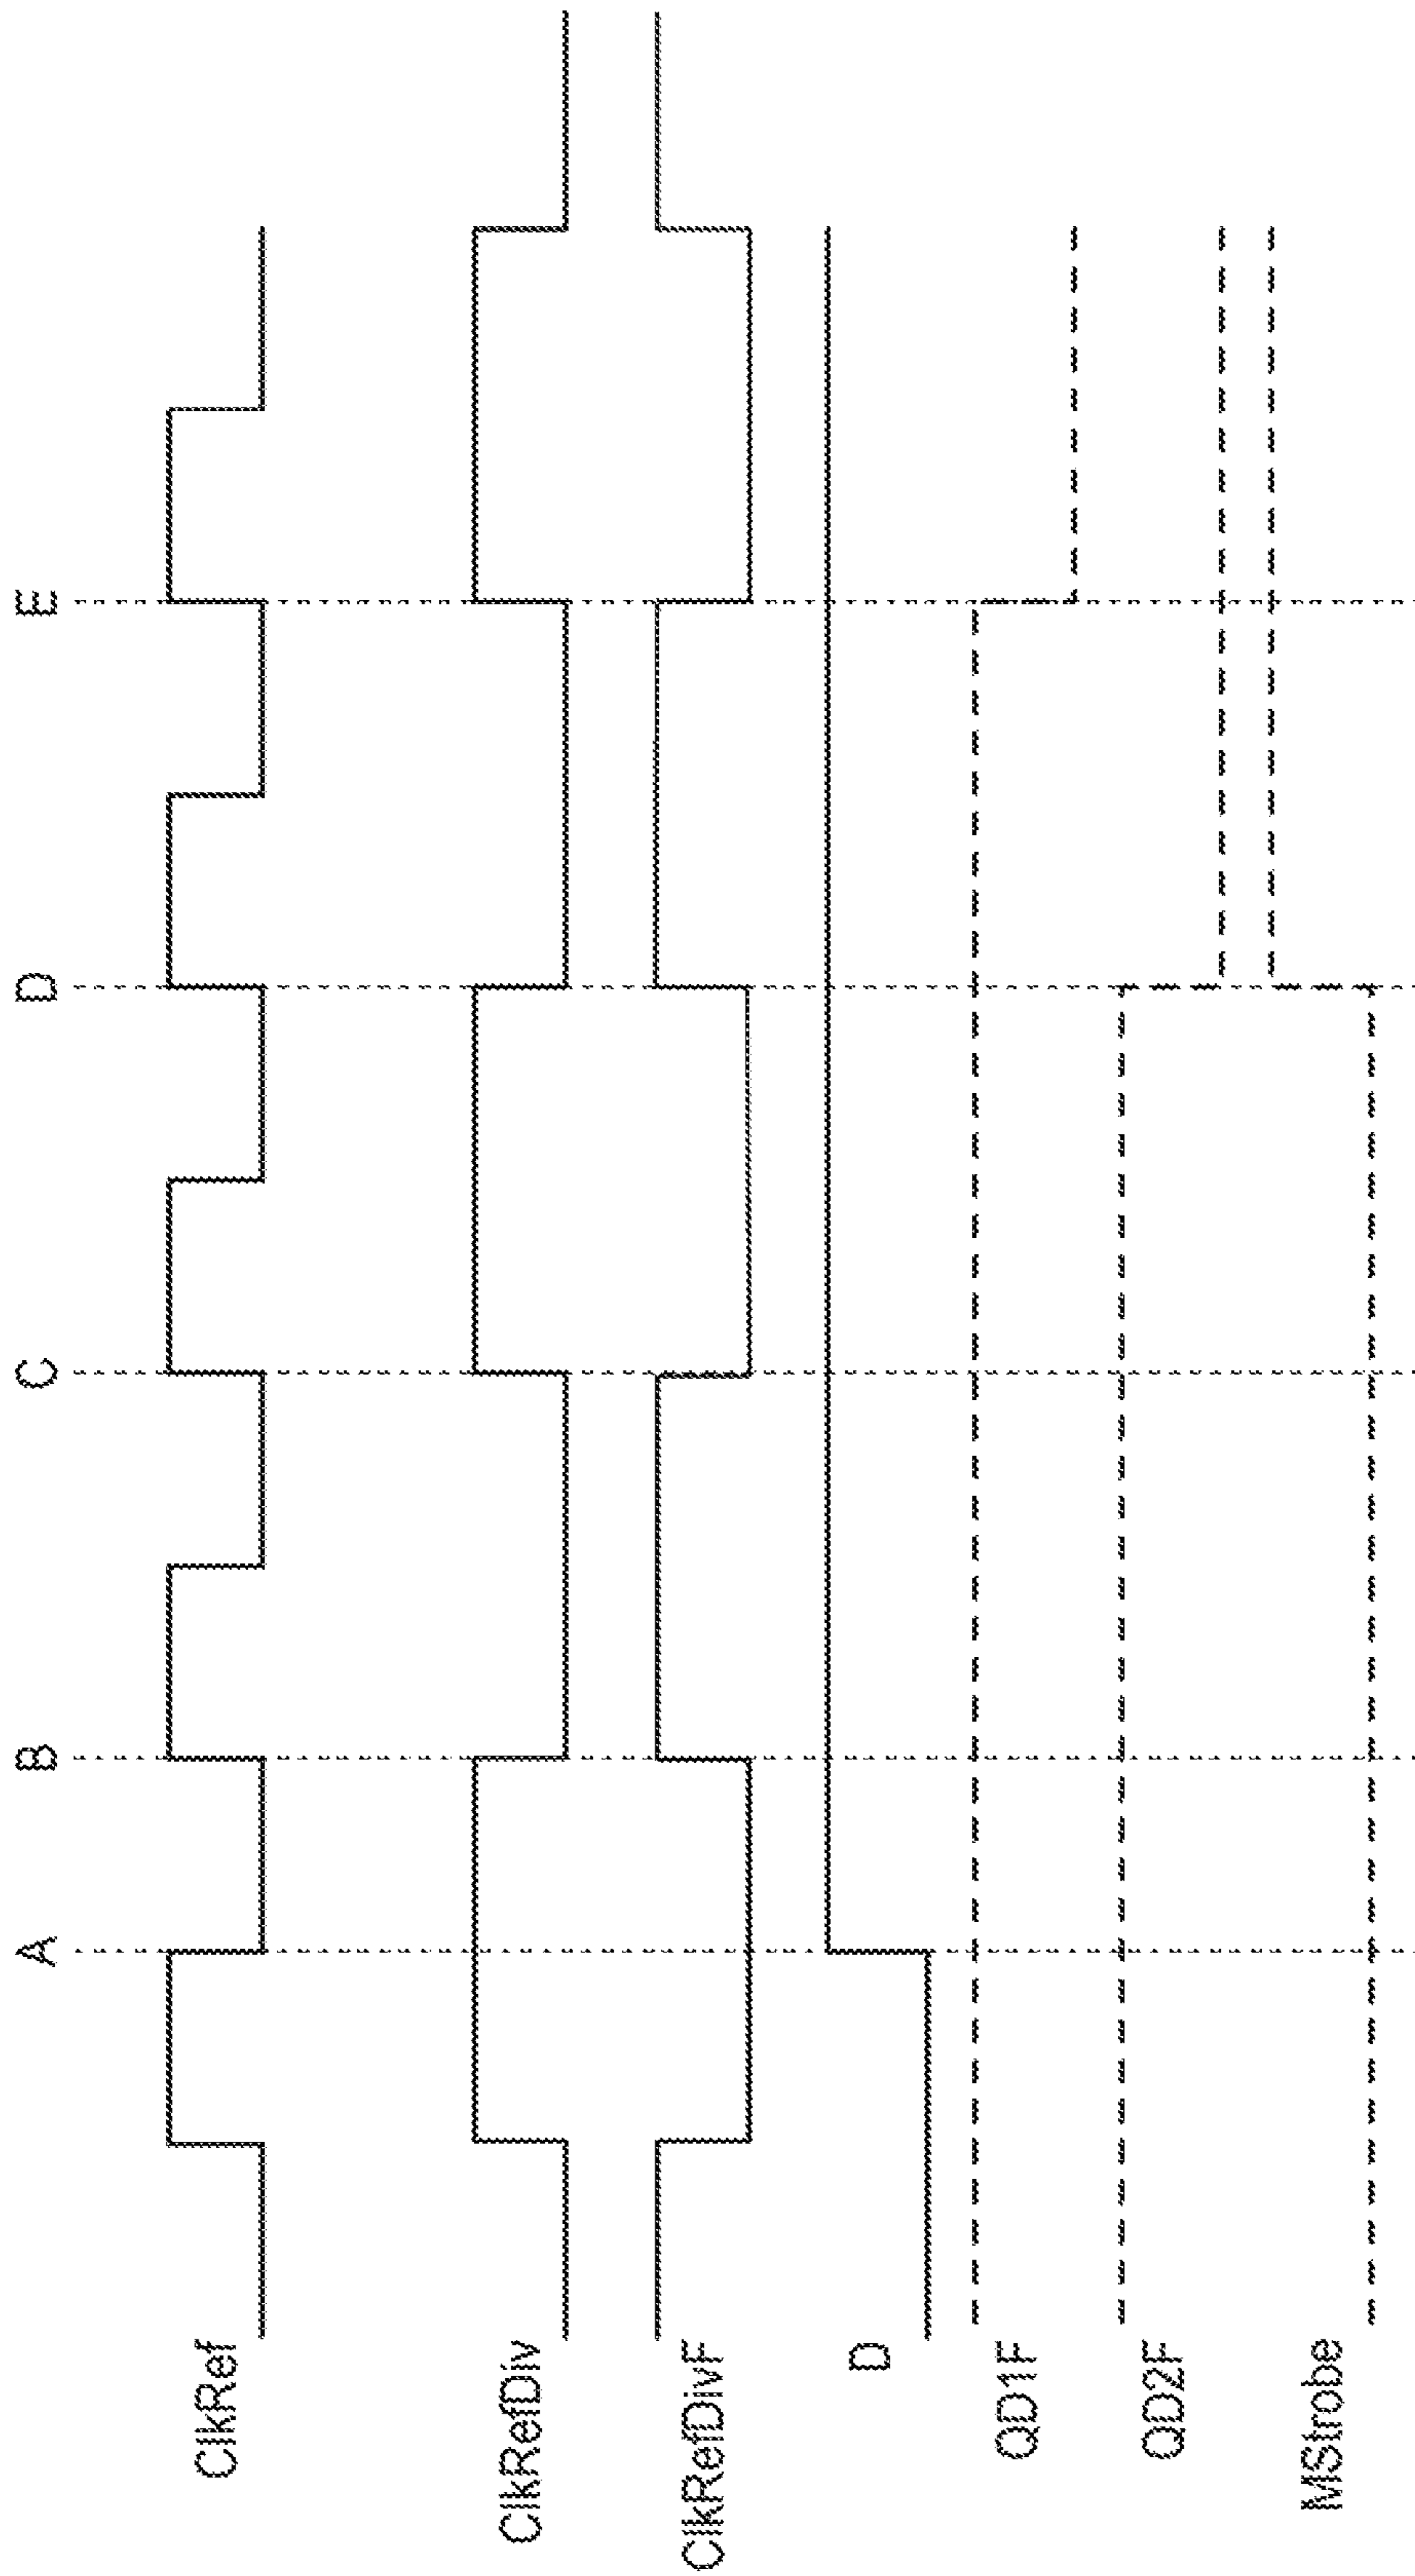 A B C D E
ClkRef
ClkRefDiv
ClkRefDivF
D
QD1F
QD2F
MStrobe